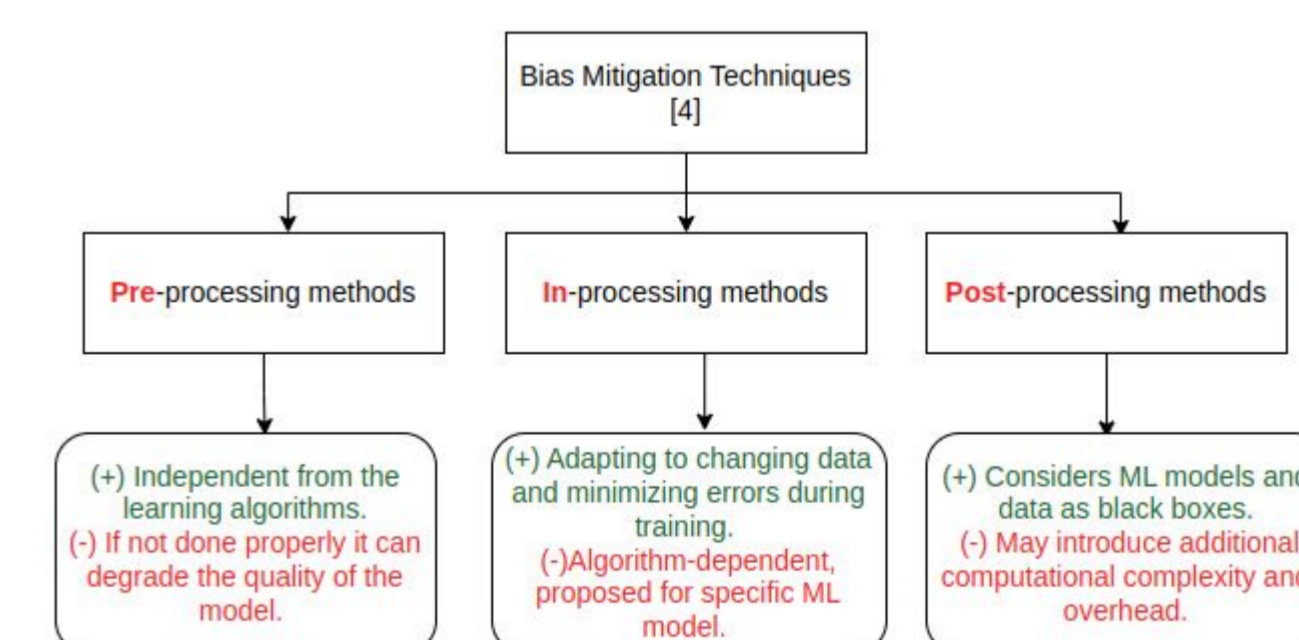 Bias Mitigation Techniques
[4]
Pre-processing methods
In-processing methods
Post-processing methods
(+) Independent from the
learning algorithms.
(-) If not done properly it can
degrade the quality of the
model.
(+) Adapting to changing data
and minimizing errors during
training.
(-)Algorithm-dependent,
proposed for specific ML
model.
(+) Considers ML models and
data as black boxes.
(-) May introduce additional
computational complexity and
overhead.